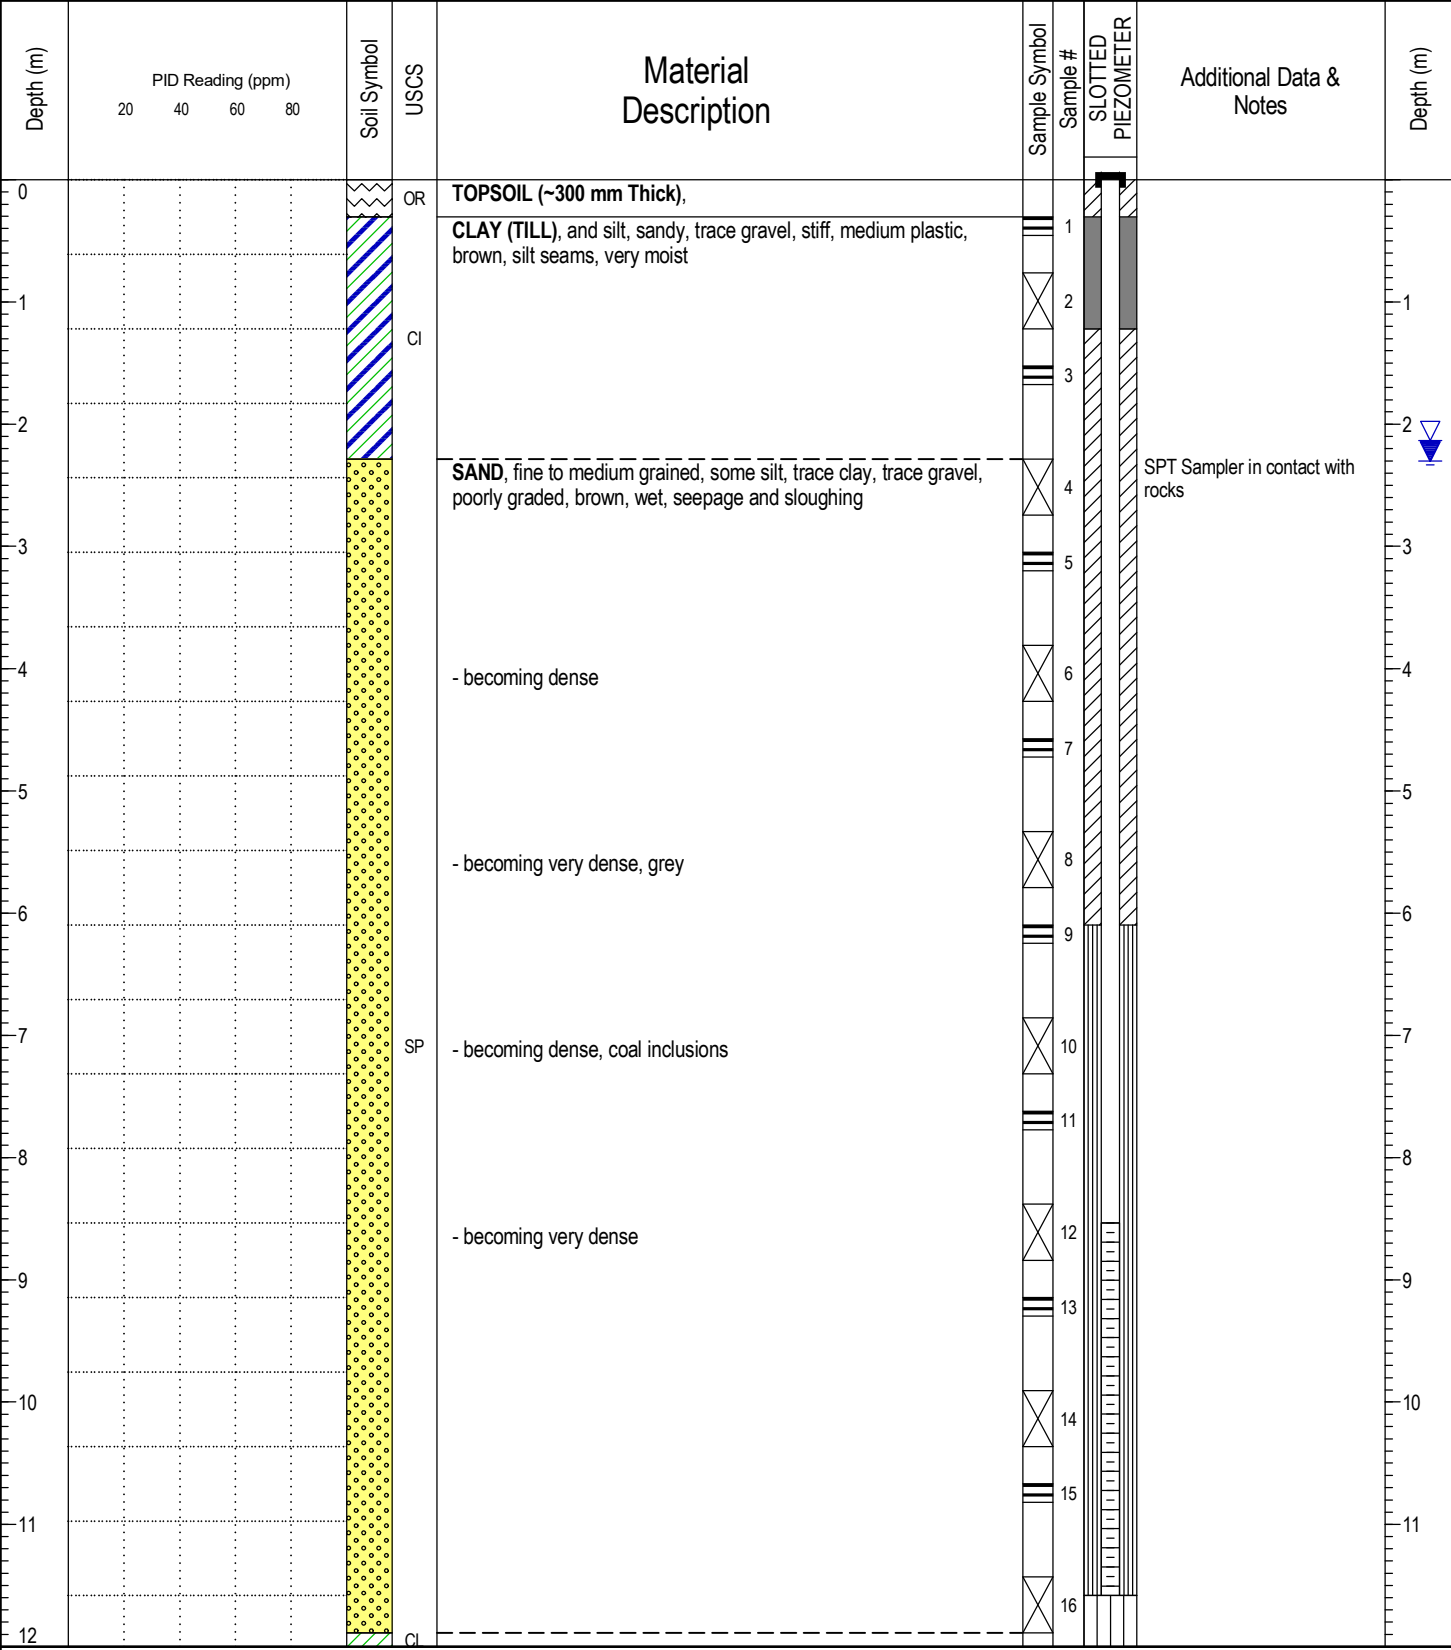 Depth (m)
PID Reading (ppm)
20 40 60 80
Soil Symbol
USCS
Material
Description
Sample Symbol
Sample #
SLOTTED
PIEZOMETER
Additional Data &
Notes
Depth (m)
0
OR
TOPSOIL (~300 mm Thick),
1
CLAY (TILL), and silt, sandy, trace gravel, stiff, medium plastic,
brown, silt seams, very moist
1
2
1
CI
3
2
2
SAND, fine to medium grained, some silt, trace clay, trace gravel,
poorly graded, brown, wet, seepage and sloughing
4
SPT Sampler in contact with
rocks
3
5
3
4
- becoming dense
6
4
7
5
5
- becoming very dense, grey
8
6
9
6
7
SP
- becoming dense, coal inclusions
10
7
11
8
8
- becoming very dense
12
9
13
9
10
14
10
15
11
11
16
12
CL